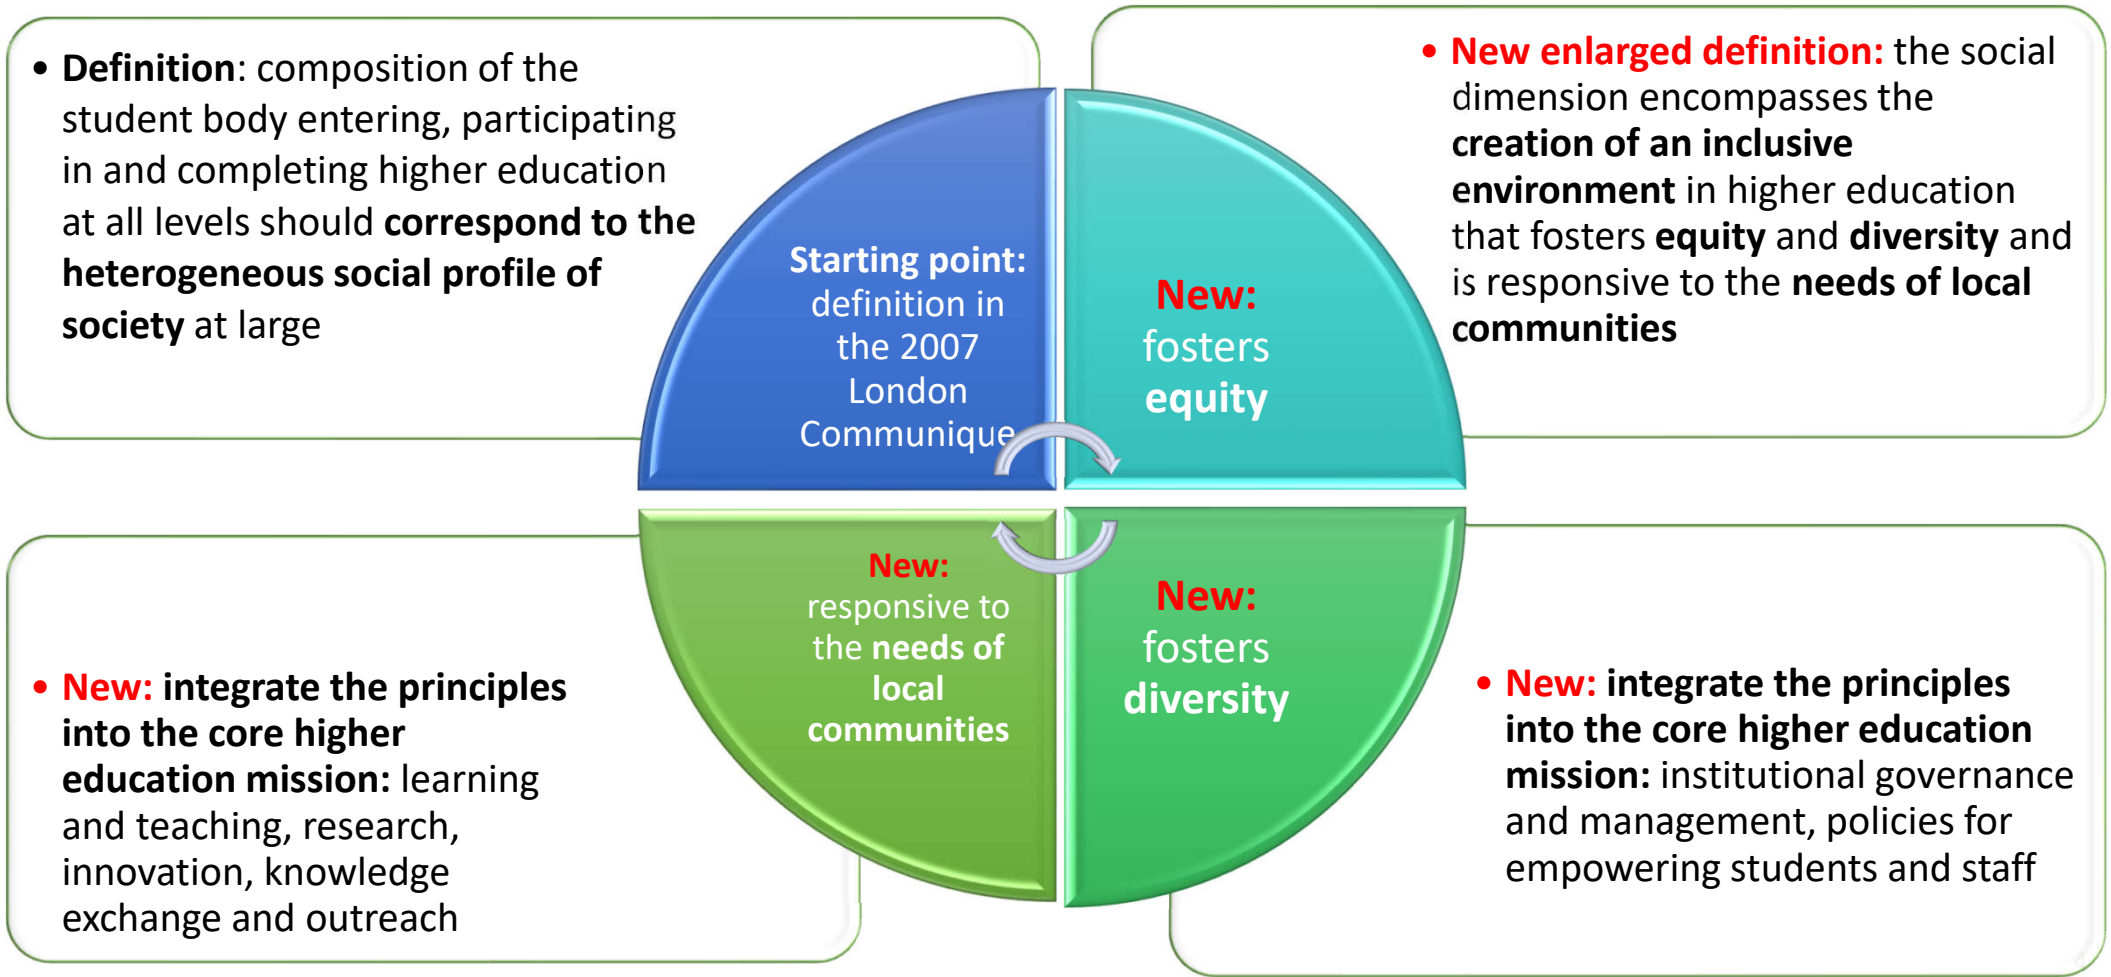 • Definition: composition of the
student body entering, participating
in and completing higher education
at all levels should correspond to the
heterogeneous social profile of
society at large
Starting point:
definition in
the 2007
London
Communique
New:
fosters
equity
• New enlarged definition: the social
dimension encompasses the
creation of an inclusive
environment in higher education
that fosters equity and diversity and
is responsive to the needs of local
communities
• New: integrate the principles
into the core higher
education mission: learning
and teaching, research,
innovation, knowledge
exchange and outreach
New:
responsive to
the needs of
local
communities
New:
fosters
diversity
• New: integrate the principles
into the core higher education
mission: institutional governance
and management, policies for
empowering students and staff